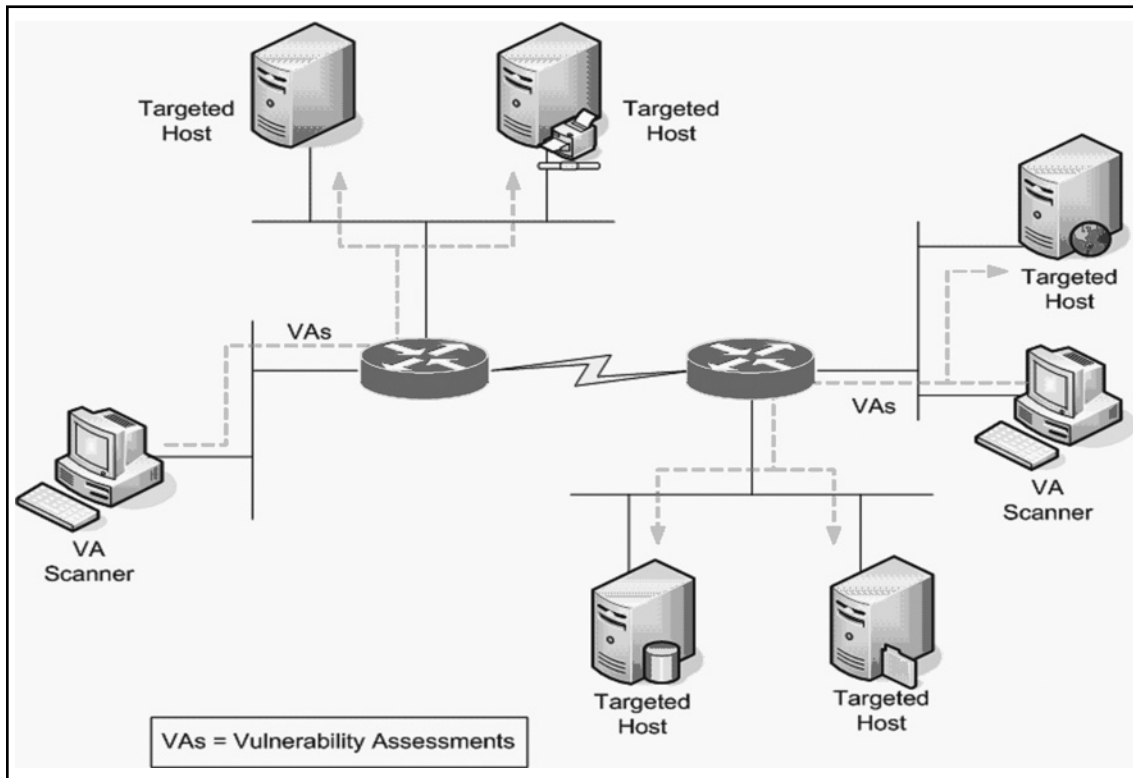 Targeted
Host
Targeted
Host
Targeted
Host
VAs
VAs
VA
Scanner
VA
Scanner
Targeted
Host
Targeted
Host
VAs = Vulnerability Assessments